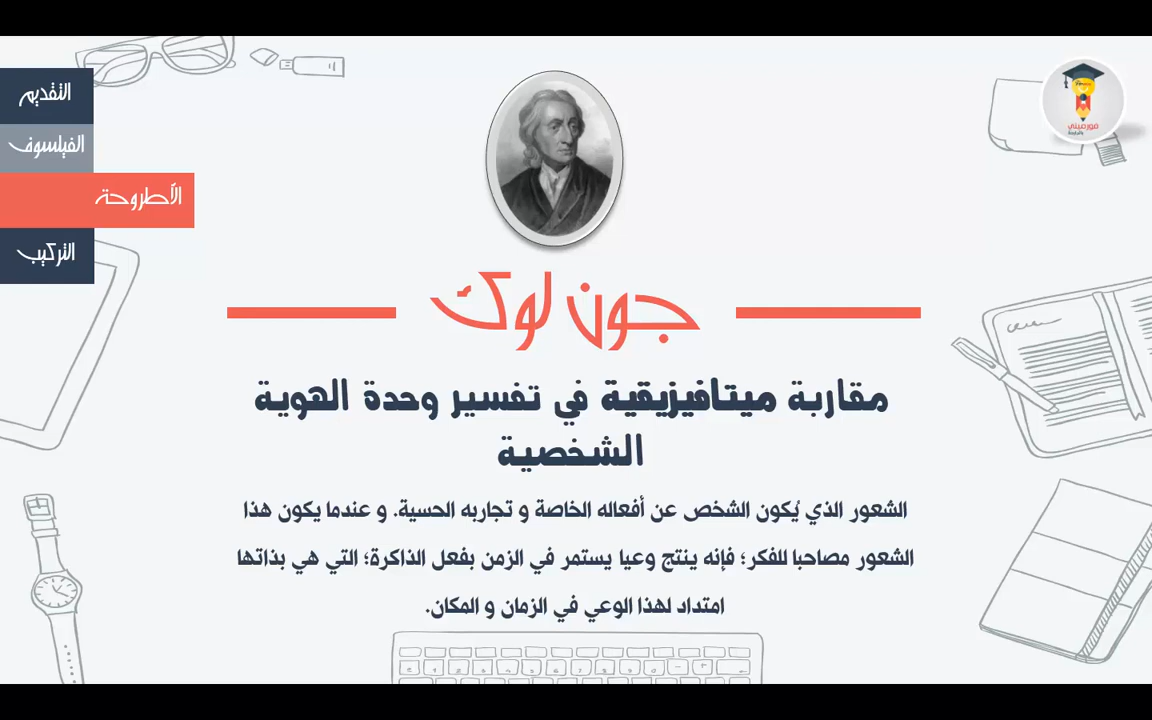 التقديم
الفيلسوف
الأطروحة
التركيب
فورميني
جون لوك
مقاربة ميتافيزيقية في تفسير وحدة الهوية
الشخصية
الشعور الذي يُكون الشخص عن أفعاله الخاصة و تجاربه الحسية. و عندما يكون هذا
الشعور مصاحبا للفكر؛ فإنه ينتج وعيا يستمر في الزمن بفعل الذاكرة؛ التي هي بذاتها
امتداد لهذا الوعي في الزمان و المكان.